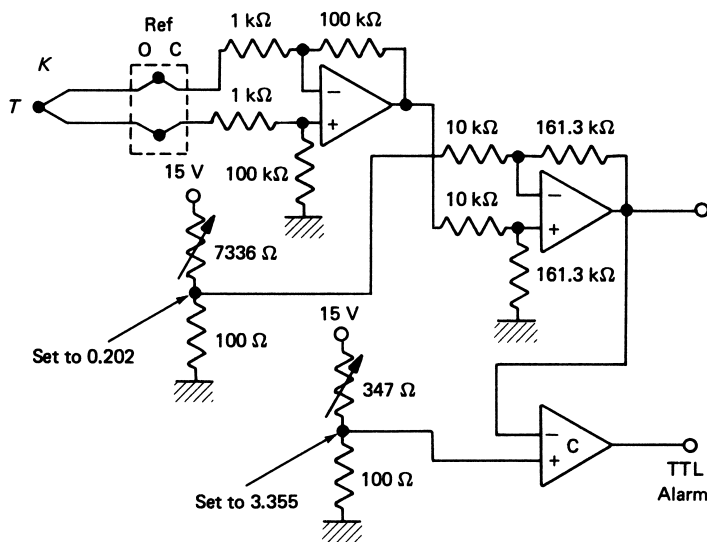 Ref
O C
K
T
1 kΩ
100 kΩ
1 kΩ
100 kΩ
−
+
15 V
7336 Ω
100 Ω
Set to 0.202
10 kΩ
161.3 kΩ
10 kΩ
161.3 kΩ
−
+
15 V
347 Ω
100 Ω
Set to 3.355
−
+
C
TTL
Alarm